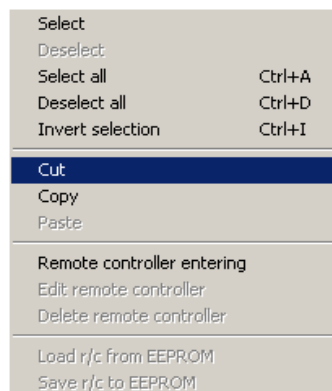 Select
Deselect
Select all Ctrl+A
Deselect all Ctrl+D
Invert selection Ctrl+I
Cut
Copy
Paste
Remote controller entering
Edit remote controller
Delete remote controller
Load r/c from EEPROM
Save r/c to EEPROM